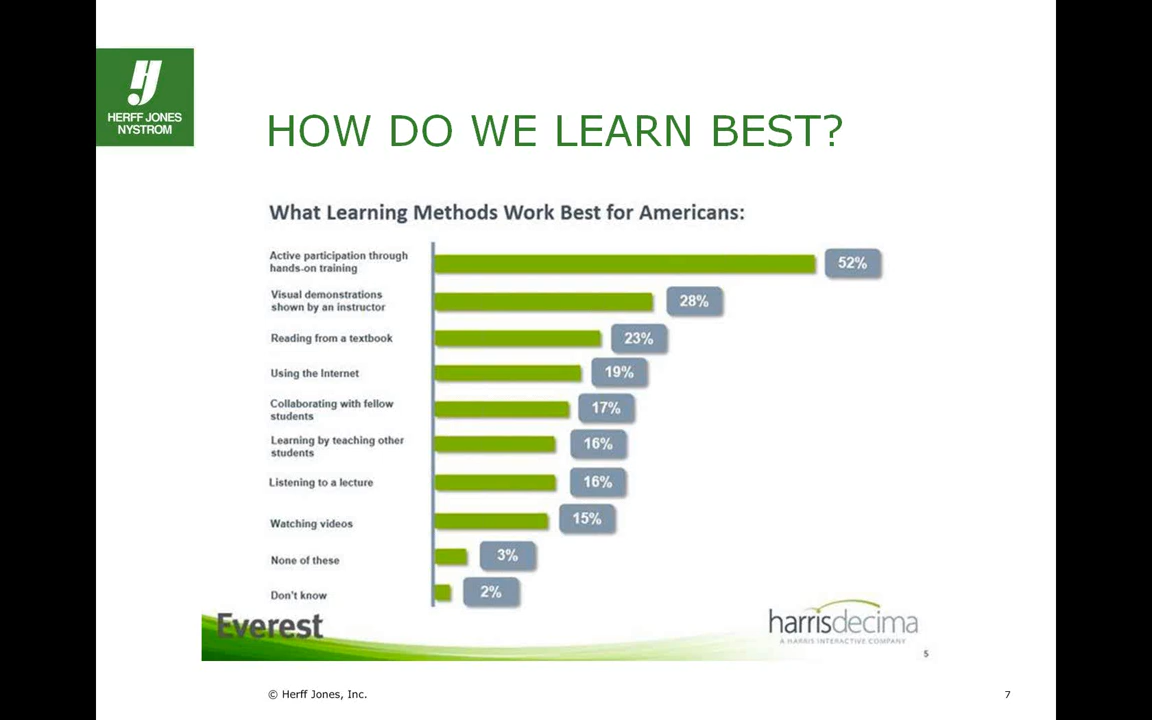 HERFF JONES
NYSTROM
HOW DO WE LEARN BEST?
What Learning Methods Work Best for Americans:
Active participation through
hands-on training
52%
Visual demonstrations
shown by an instructor
28%
Reading from a textbook
23%
Using the Internet
19%
Collaborating with fellow
students
17%
Learning by teaching other
students
16%
Listening to a lecture
16%
Watching videos
15%
None of these
3%
Don't know
2%
Everest
harrisdecima
A HARRIS INTERACTIVE COMPANY
5
© Herff Jones, Inc.
7